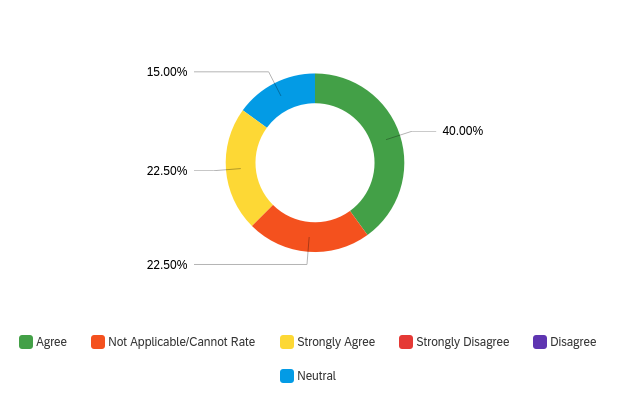 15.00%
40.00%
22.50%
22.50%
Agree Not Applicable/Cannot Rate Strongly Agree Strongly Disagree Disagree
Neutral